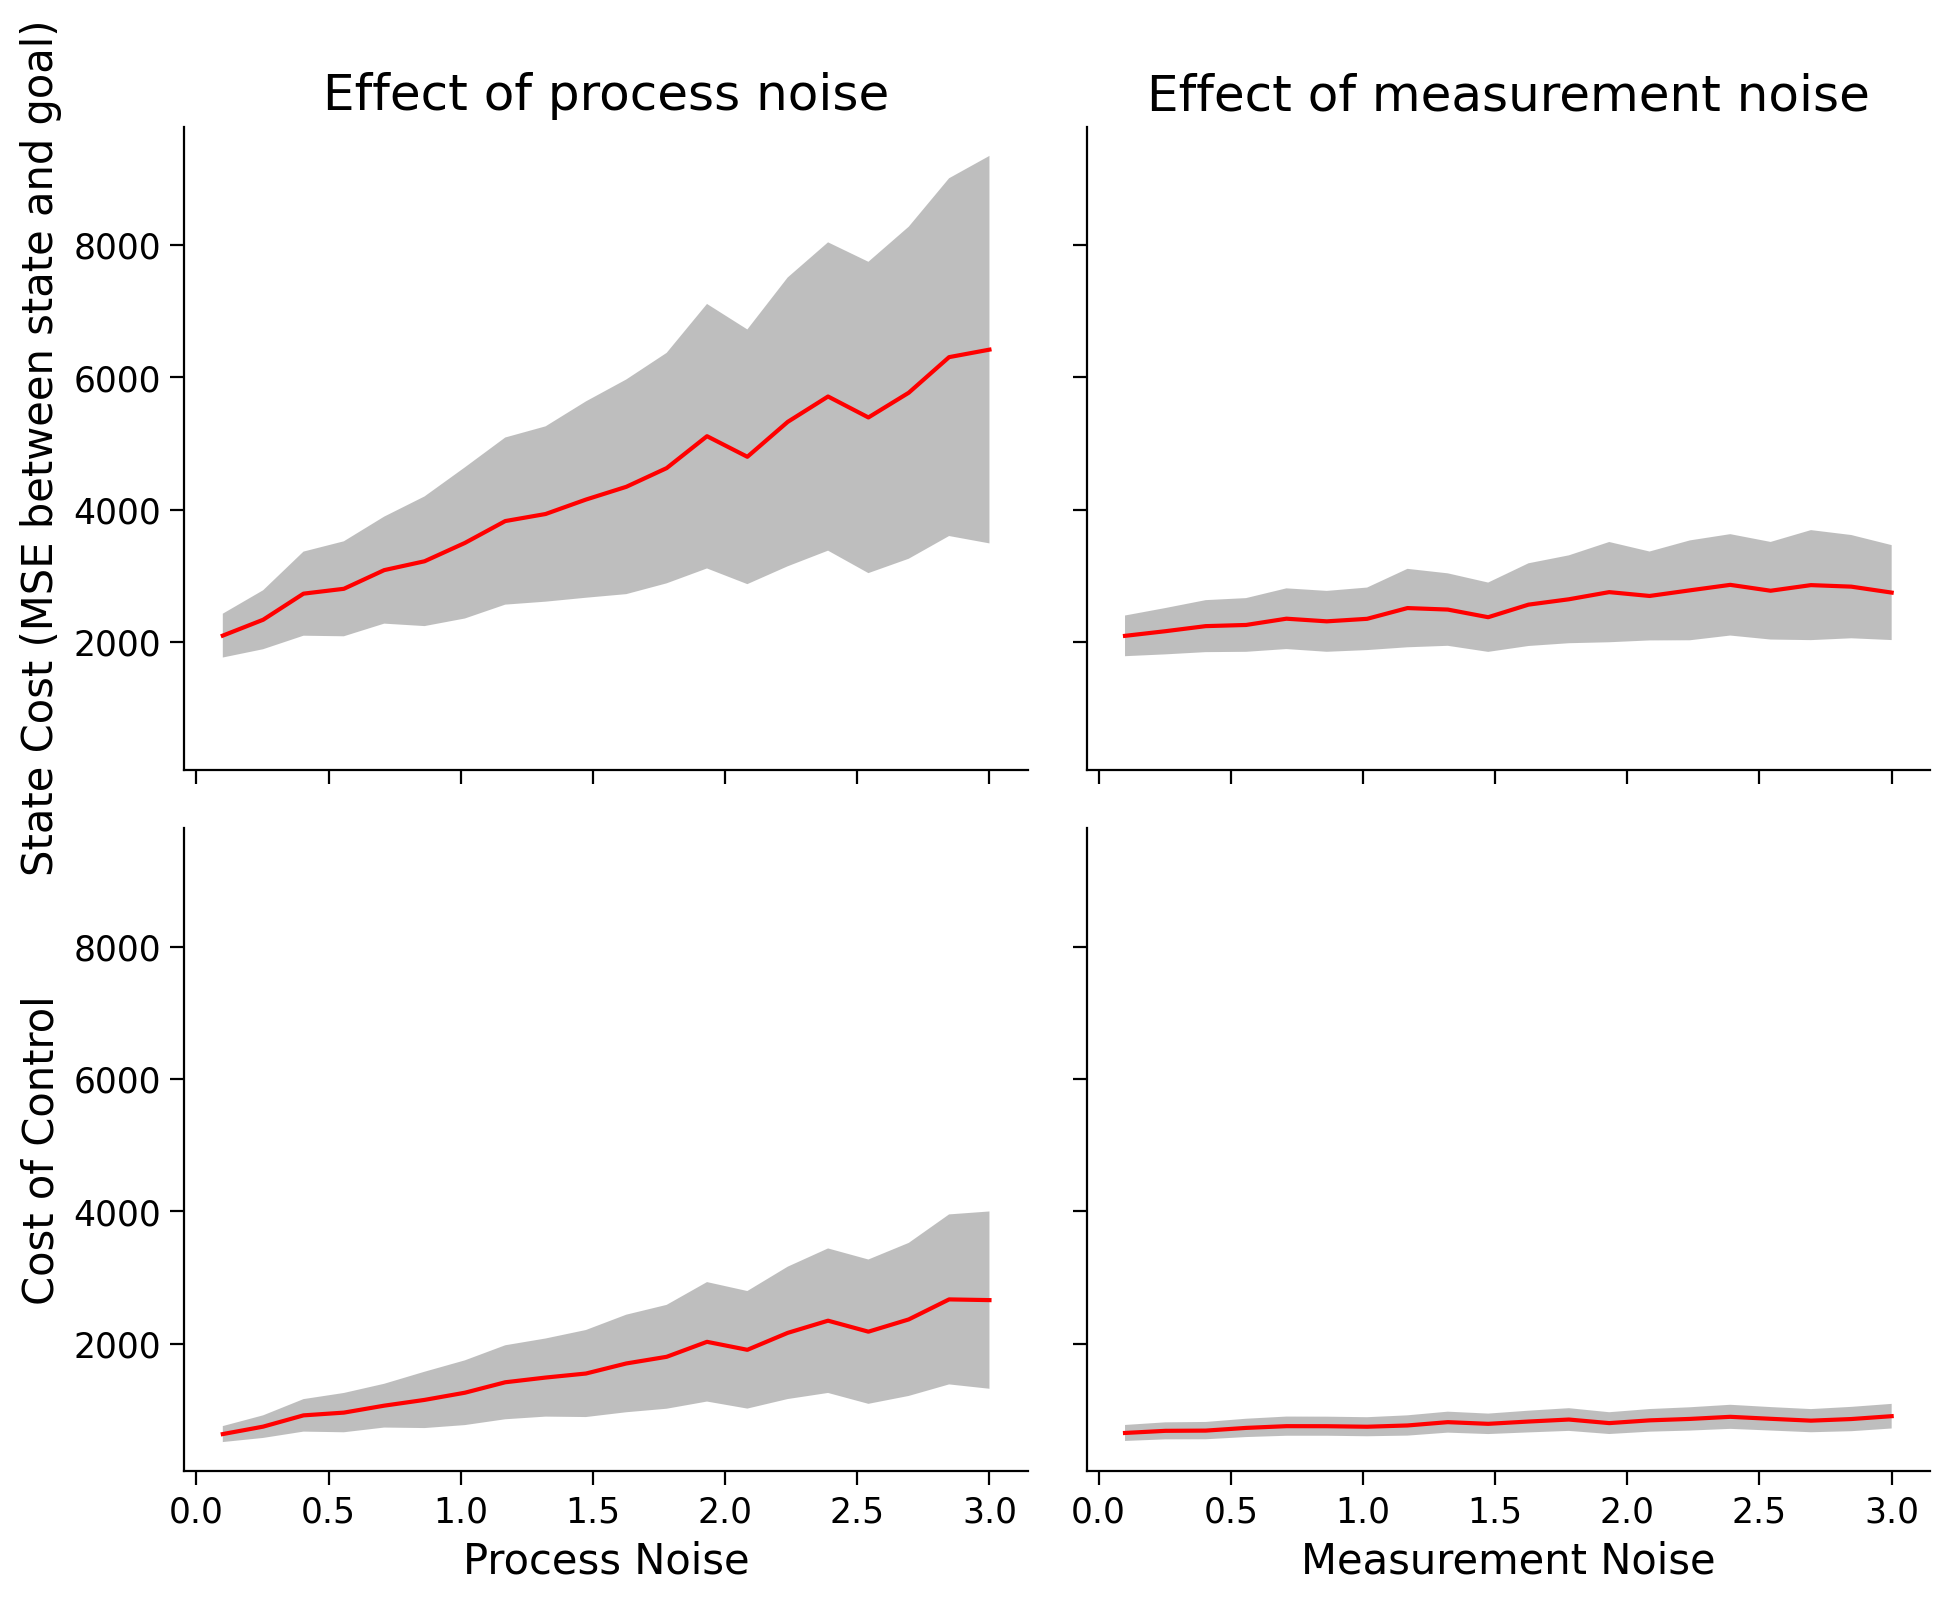 Effect of process noise
Effect of measurement noise
State Cost (MSE between state and goal)
8000
6000
4000
2000
Cost of Control
8000
6000
4000
2000
0.0 0.5 1.0 1.5 2.0 2.5 3.0
0.0 0.5 1.0 1.5 2.0 2.5 3.0
Process Noise
Measurement Noise